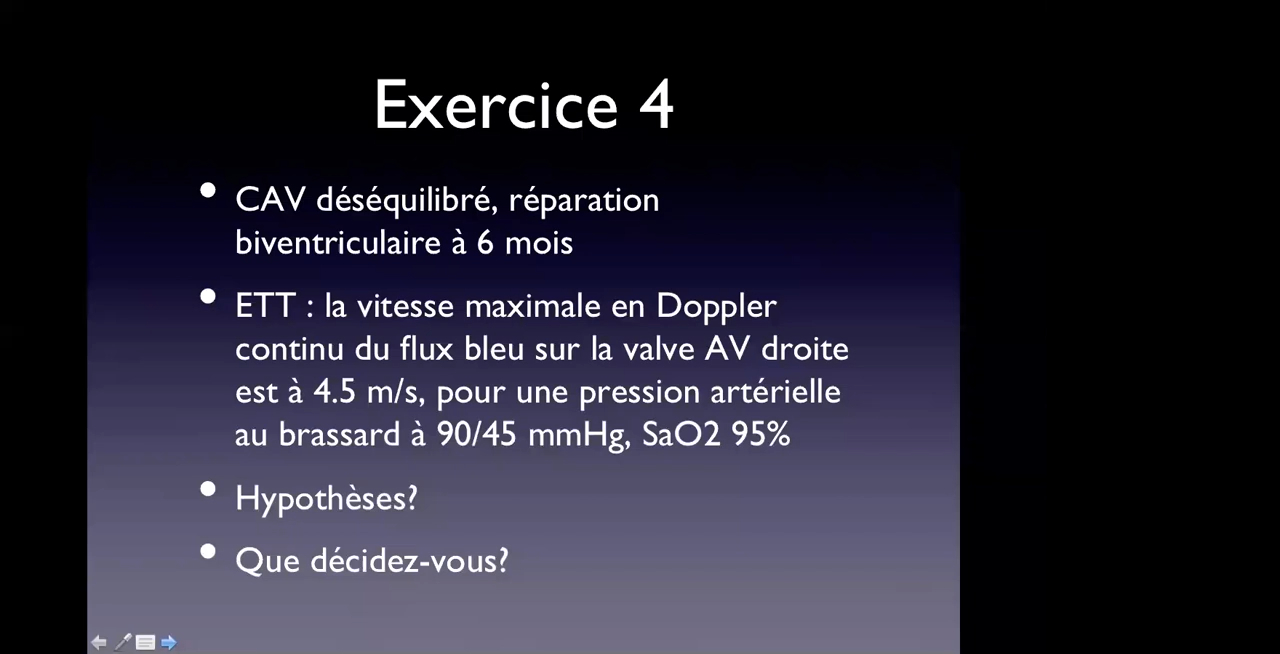 Exercice 4
• CAV déséquilibré, réparation
biventriculaire à 6 mois
• ETT : la vitesse maximale en Doppler
continu du flux bleu sur la valve AV droite
est à 4.5 m/s, pour une pression artérielle
au brassard à 90/45 mmHg, SaO2 95%
• Hypothèses?
• Que décidez-vous?